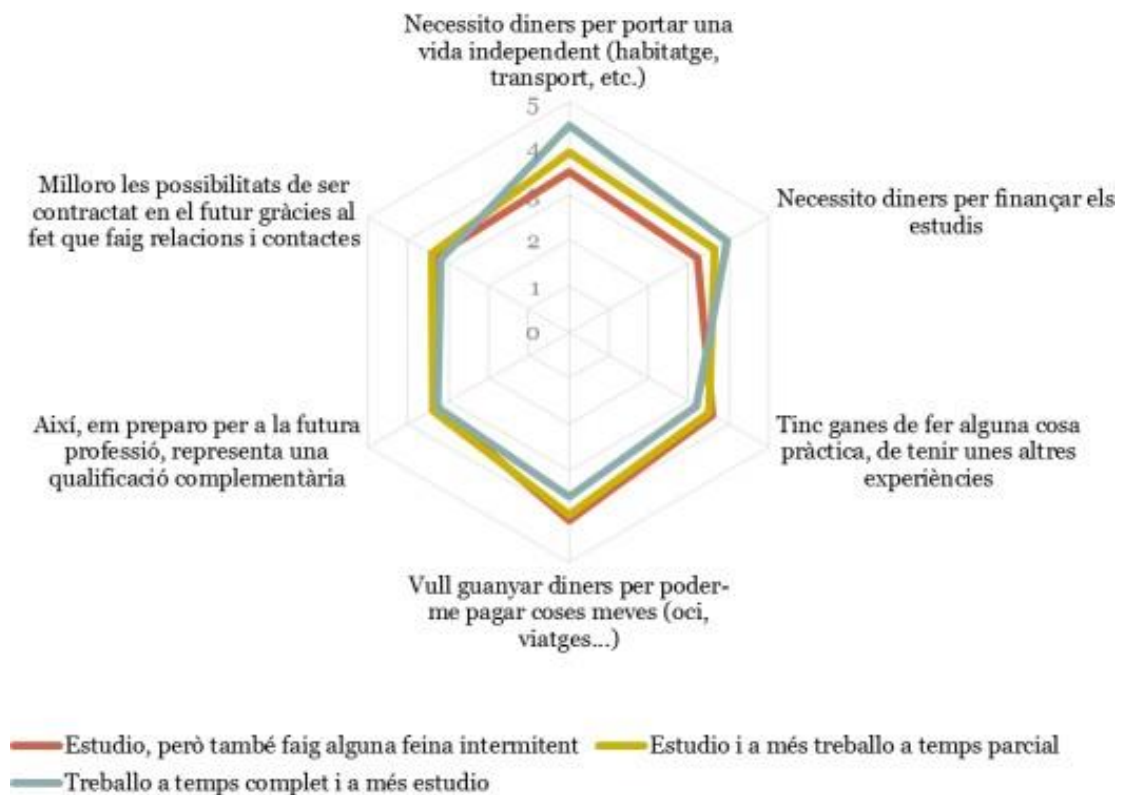 Necessito diners per portar una
vida independent (habitatge,
transport, etc.)
5
4
3
2
1
0
Milloro les possibilitats de ser
contractat en el futur gràcies al
fet que faig relacions i contactes
Necessito diners per finançar els
estudis
Així, em preparo per a la futura
professió, representa una
qualificació complementària
Tinc ganes de fer alguna cosa
pràctica, de tenir unes altres
experiències
Vull guanyar diners per poder-
me pagar coses meves (oci,
viatges...)
Estudio, però també faig alguna feina intermitent
Estudio i a més treballo a temps parcial
Treballo a temps complet i a més estudio